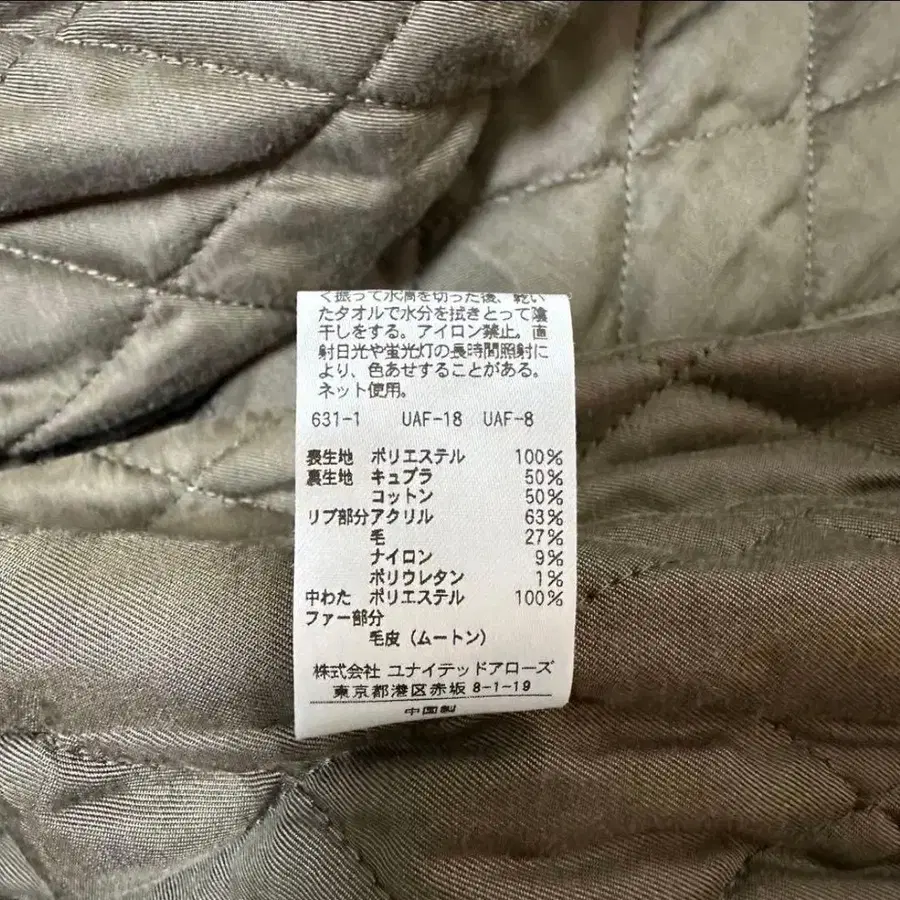 く振って水滴を切った後、乾い
たタオルで水分を拭きとって陰
干しをする。アイロン禁止。直
射日光や蛍光灯の長時間照射に
より、色あせすることがある。
ネット使用。
631-1 UAF-18 UAF-8
表生地 ポリエステル 100%
裏生地 キュプラ 50%
コットン 50%
リブ部分アクリル 63%
毛 27%
ナイロン 9%
ポリウレタン 1%
中わた ポリエステル 100%
ファー部分
毛皮(ムートン)
株式会社 ユナイテッドアローズ
東京都港区赤坂 8-1-19
中国製